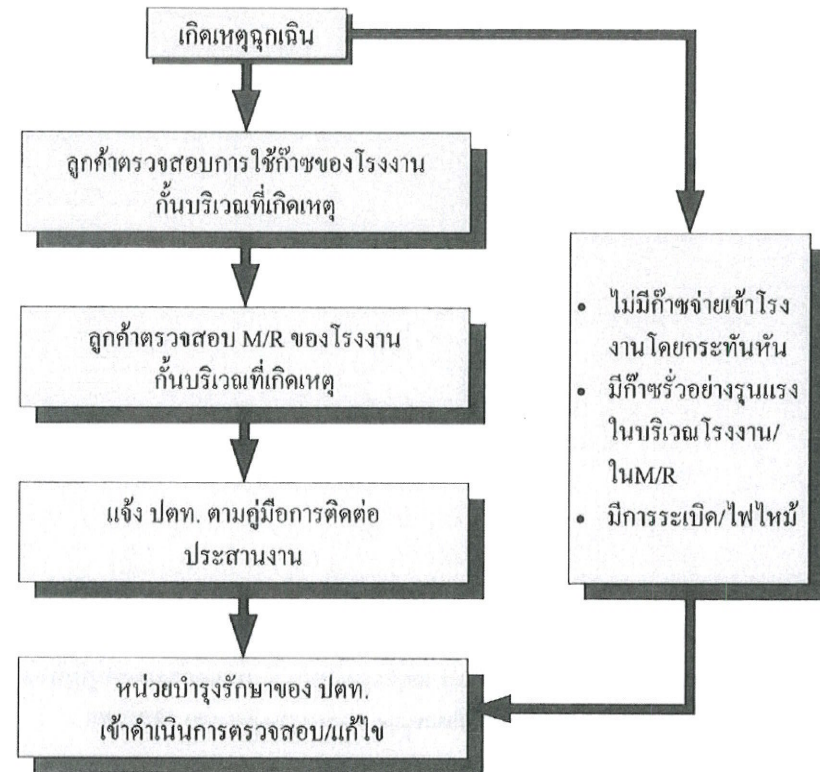 เกิดเหตุฉุกเฉิน
ลูกค้าตรวจสอบการใช้ก๊าซของโรงงาน
กั้นบริเวณที่เกิดเหตุ
ลูกค้าตรวจสอบ M/R ของโรงงาน
กั้นบริเวณที่เกิดเหตุ
แจ้ง ปตท. ตามคู่มือการติดต่อ
ประสานงาน
หน่วยบำรุงรักษาของ ปตท.
เข้าดำเนินการตรวจสอบ/แก้ไข
• ไม่มีก๊าซจ่ายเข้าโรง
งานโดยกระทันหัน
• มีก๊าซรั่วอย่างรุนแรง
ในบริเวณโรงงาน/
ในM/R
• มีการระเบิด/ไฟไหม้